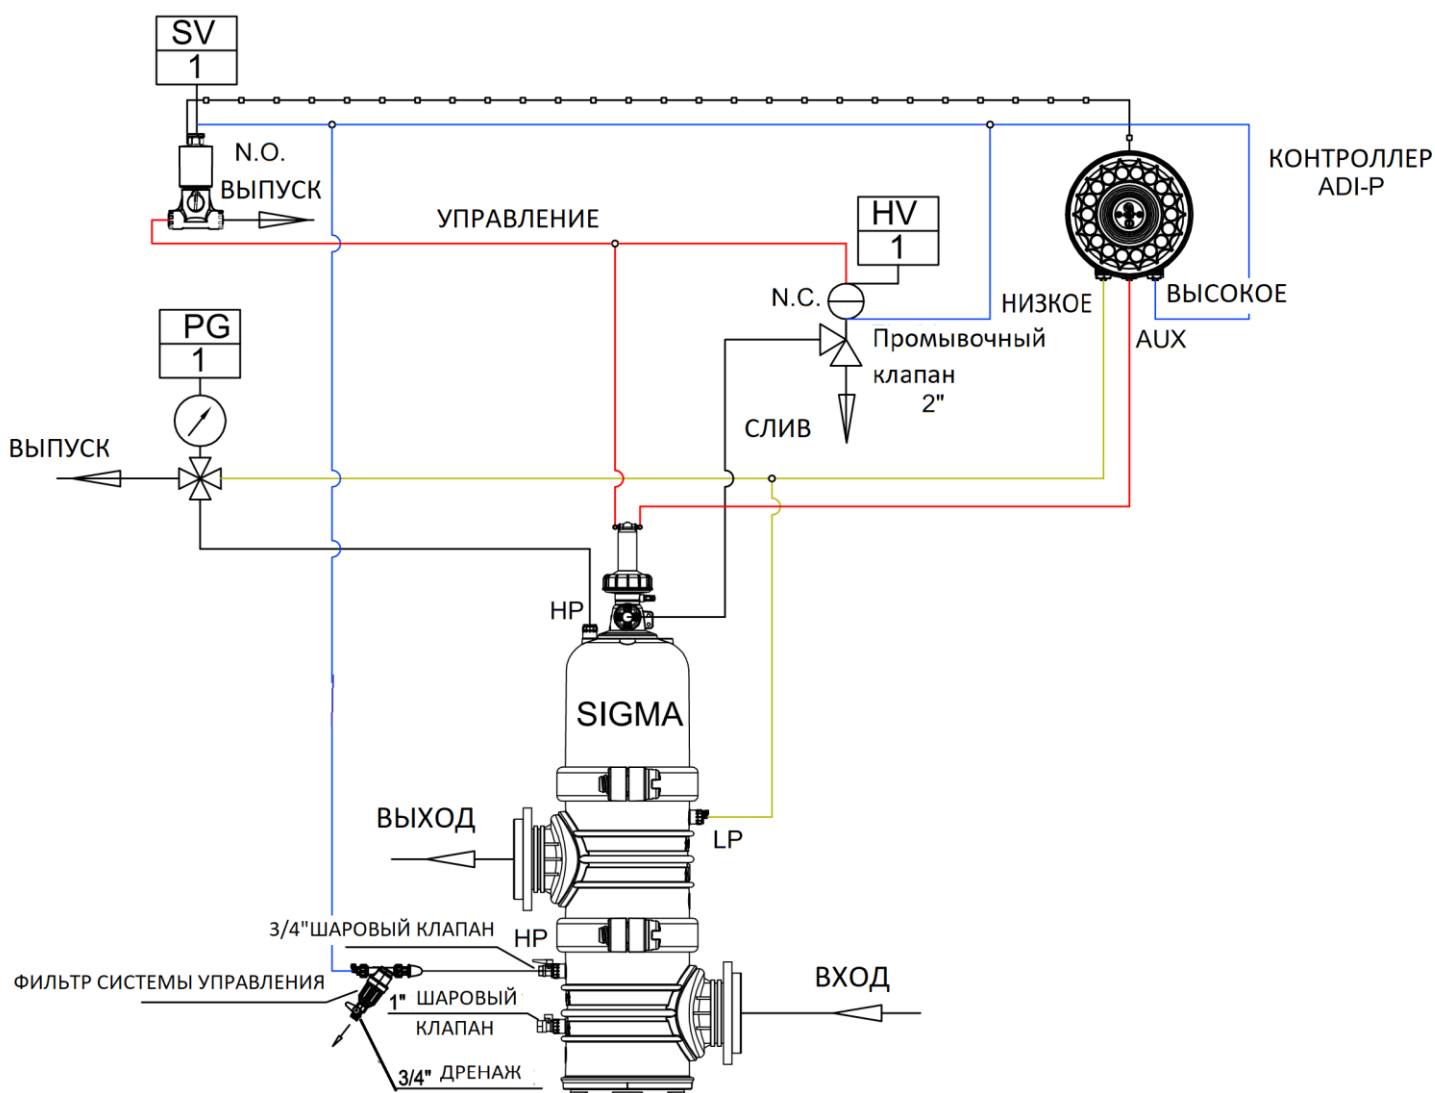 SV
1
N.O.
ВЫПУСК
КОНТРОЛЛЕР
ADI-P
УПРАВЛЕНИЕ
HV
1
N.C.
НИЗКОЕ
ВЫСОКОЕ
AUX
PG
1
Промывочный
клапан
2"
ВЫПУСК
СЛИВ
HP
SIGMA
ВЫХОД
LP
3/4"ШАРОВЫЙ КЛАПАН
HP
ФИЛЬТР СИСТЕМЫ УПРАВЛЕНИЯ
1" ШАРОВЫЙ
КЛАПАН
ВХОД
3/4" ДРЕНАЖ